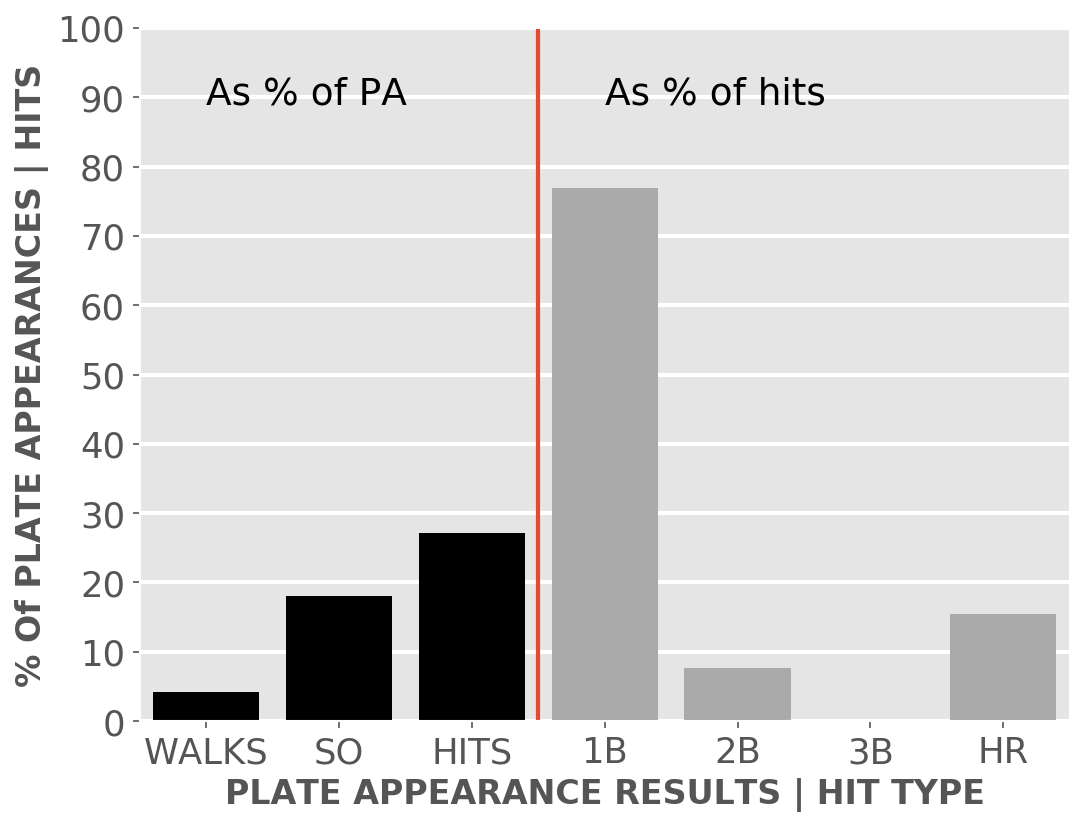 100
90
80
70
60
50
40
30
20
10
0
% Of PLATE APPEARANCES | HITS
As % of PA
As % of hits
WALKS SO HITS 1B 2B 3B HR
PLATE APPEARANCE RESULTS | HIT TYPE